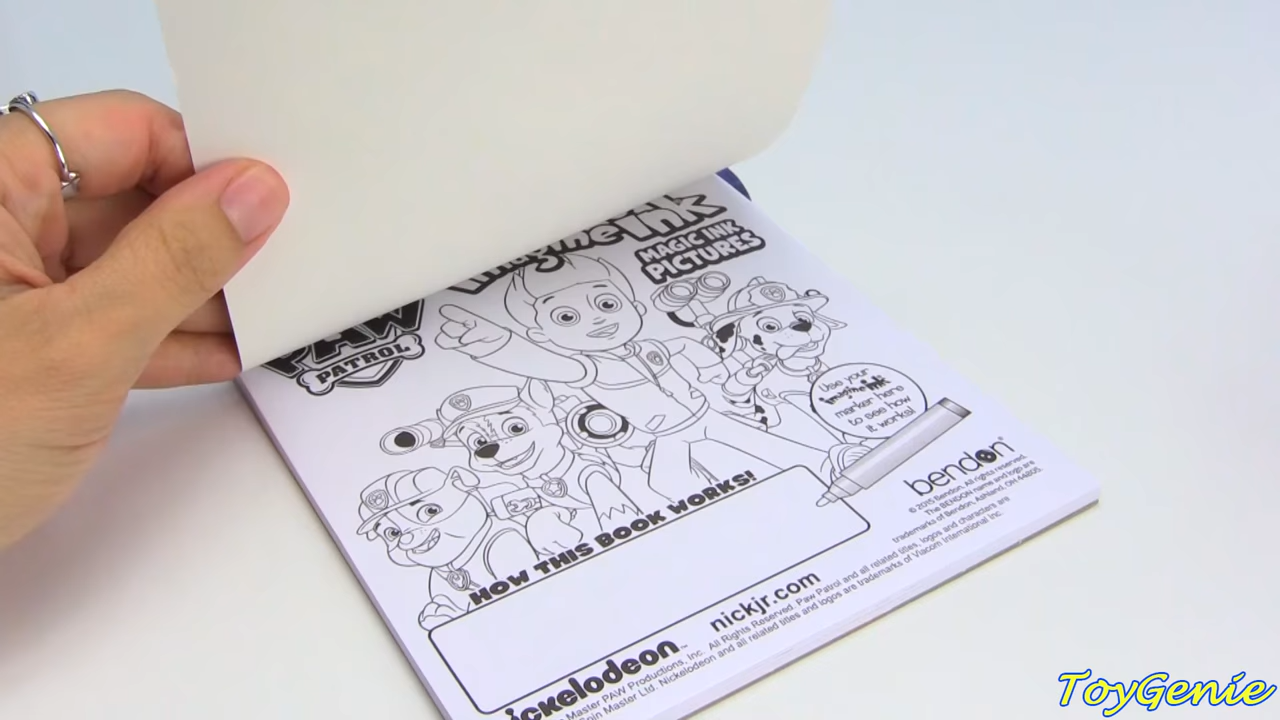 Imagine Ink
MAGIC INK
PICTURES
PAW
PATROL
Use your
imagine ink
marker here
to see how
it works!
HOW THIS BOOK WORKS!
bendon®
© 2015 Bendon, All rights reserved.
The BENDON name and logo are
trademarks of Bendon, Ashland, OH 44805.
nickelodeon™
nickjr.com
Master PAW Productions, Inc. All Rights Reserved. Paw Patrol and all related titles, logos and characters are
Spin Master Ltd. Nickelodeon and all related titles and logos are trademarks of Viacom International Inc.
trademarks of
ToyGenie